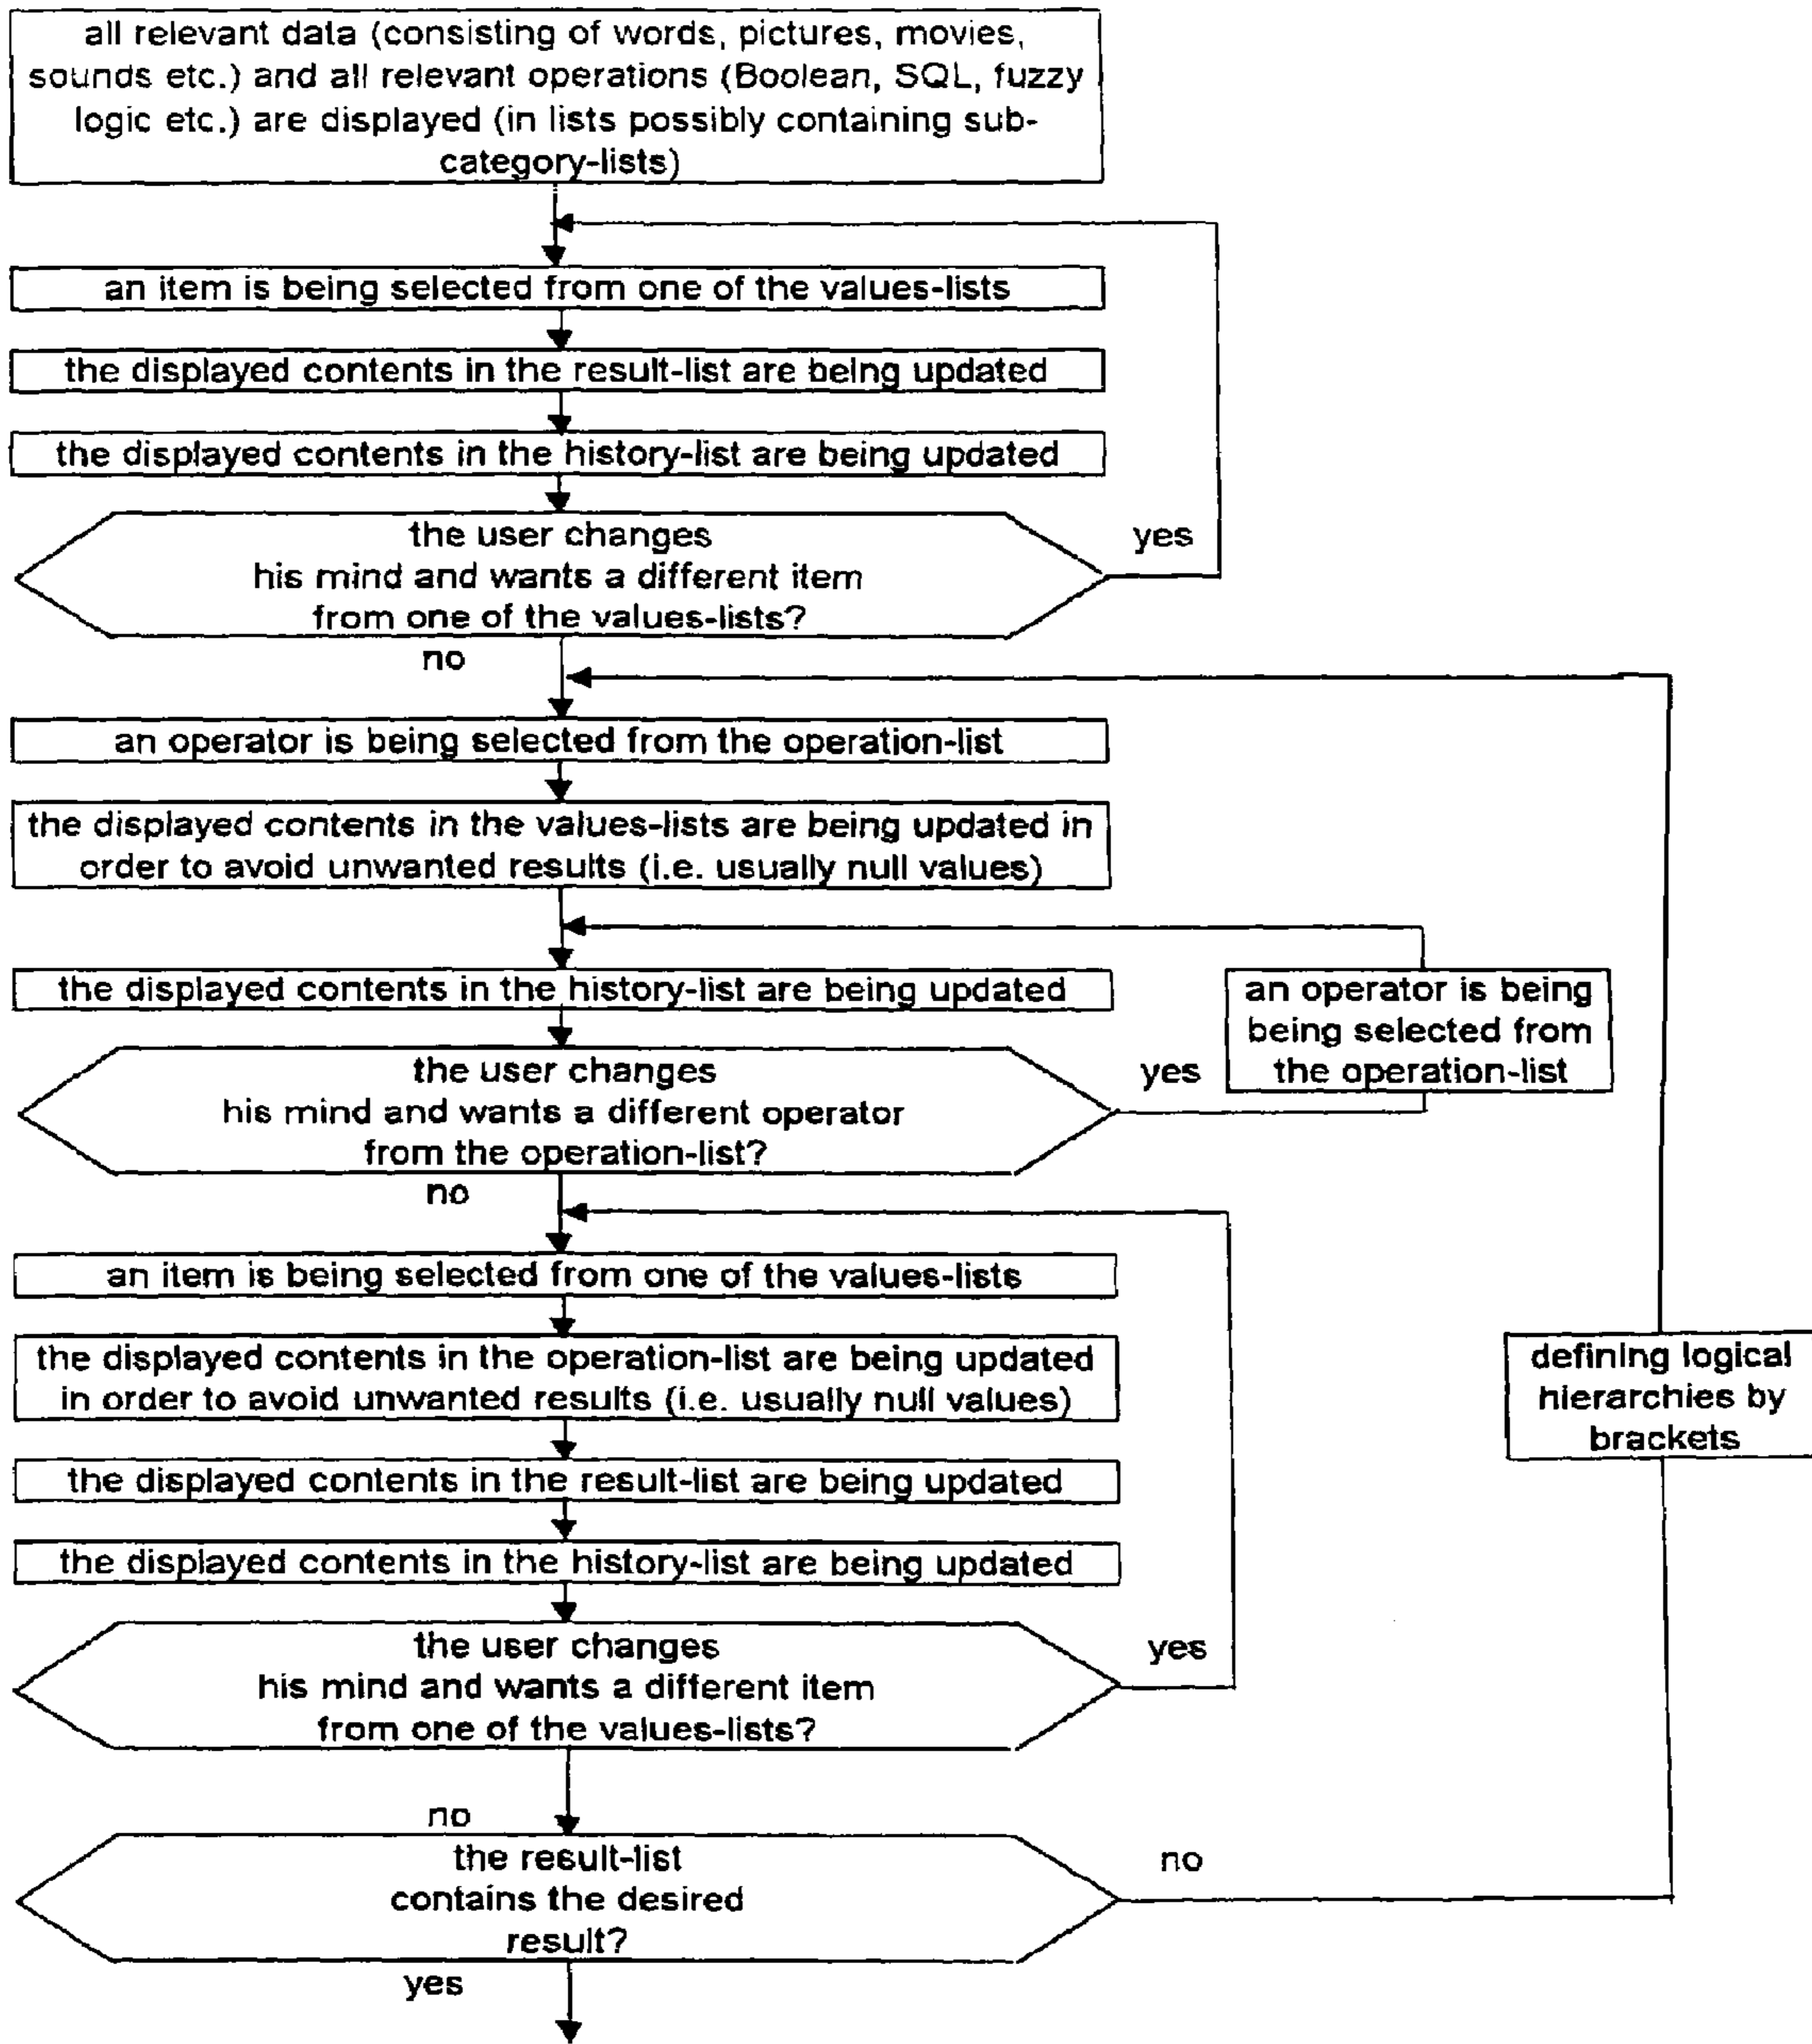 all relevant data (consisting of words, pictures, movies,
sounds etc.) and all relevant operations (Boolean, SQL, fuzzy
logic etc.) are displayed (in lists possibly containing sub-
category-lists)
an item is being selected from one of the values-lists
the displayed contents in the result-list are being updated
the displayed contents in the history-list are being updated
the user changes
his mind and wants a different item
from one of the values-lists?
yes
no
an operator is being selected from the operation-list
the displayed contents in the values-lists are being updated in
order to avoid unwanted results (i.e. usually null values)
the displayed contents in the history-list are being updated
an operator is being
being selected from
the operation-list
the user changes
his mind and wants a different operator
from the operation-list?
yes
no
an item is being selected from one of the values-lists
the displayed contents in the operation-list are being updated
in order to avoid unwanted results (i.e. usually null values)
defining logical
hierarchies by
brackets
the displayed contents in the result-list are being updated
the displayed contents in the history-list are being updated
the user changes
his mind and wants a different item
from one of the values-lists?
yes
no
the result-list
contains the desired
result?
no
yes